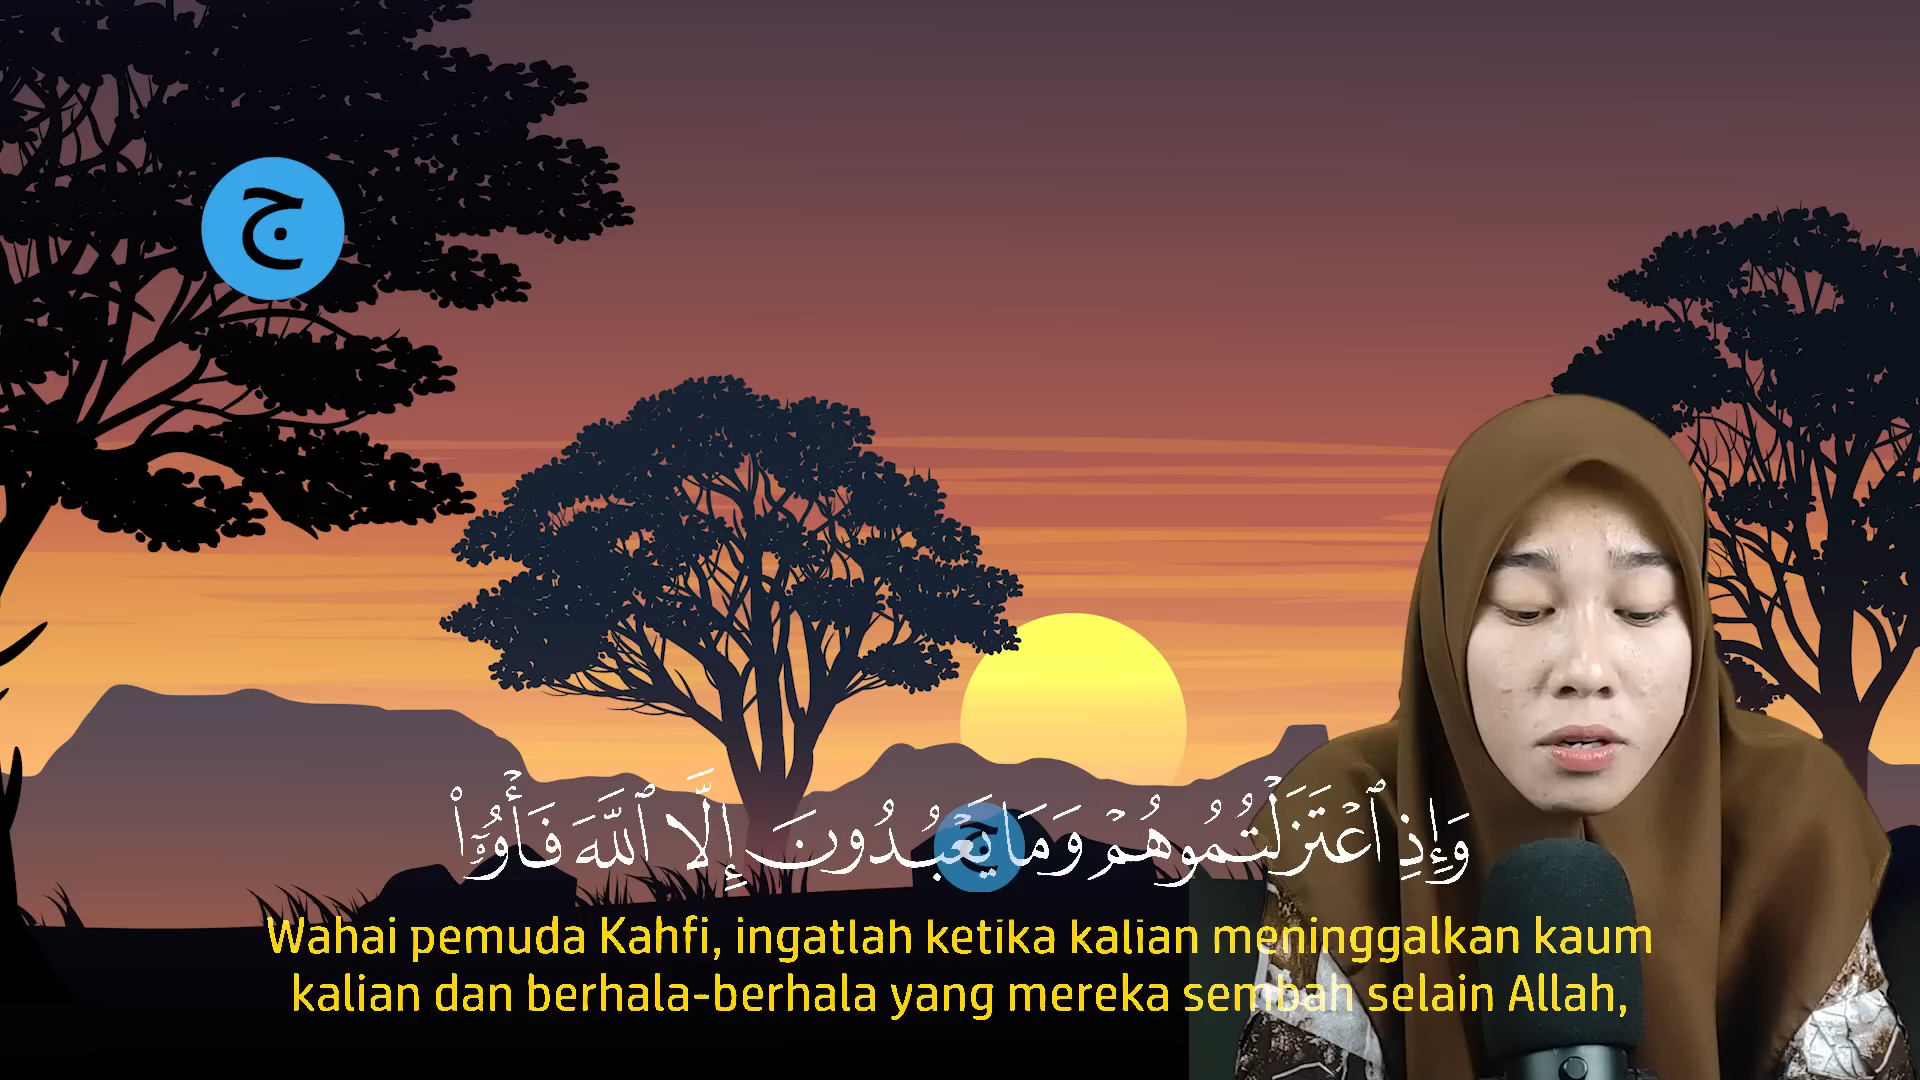 ج
وَإِذِ ٱعْتَزَلْتُمُوهُمْ وَمَا يَعْبُدُونَ إِلَّا ٱللَّهَ فَأْوُۥٓا۟
ج
Wahai pemuda Kahfi, ingatlah ketika kalian meninggalkan kaum
kalian dan berhala-berhala yang mereka sembah selain Allah,